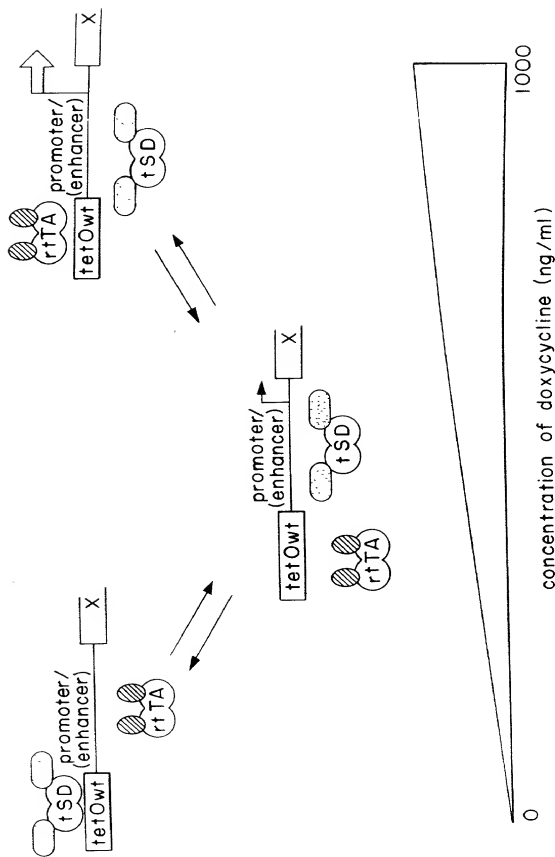 tSD
promoter/
(enhancer)
tetOwt
X
rtTA
rtTA
promoter/
(enhancer)
tetOwt
X
tSD
promoter/
(enhancer)
tetOwt
X
rtTA
tSD
0
1000
concentration of doxycycline (ng/ml)